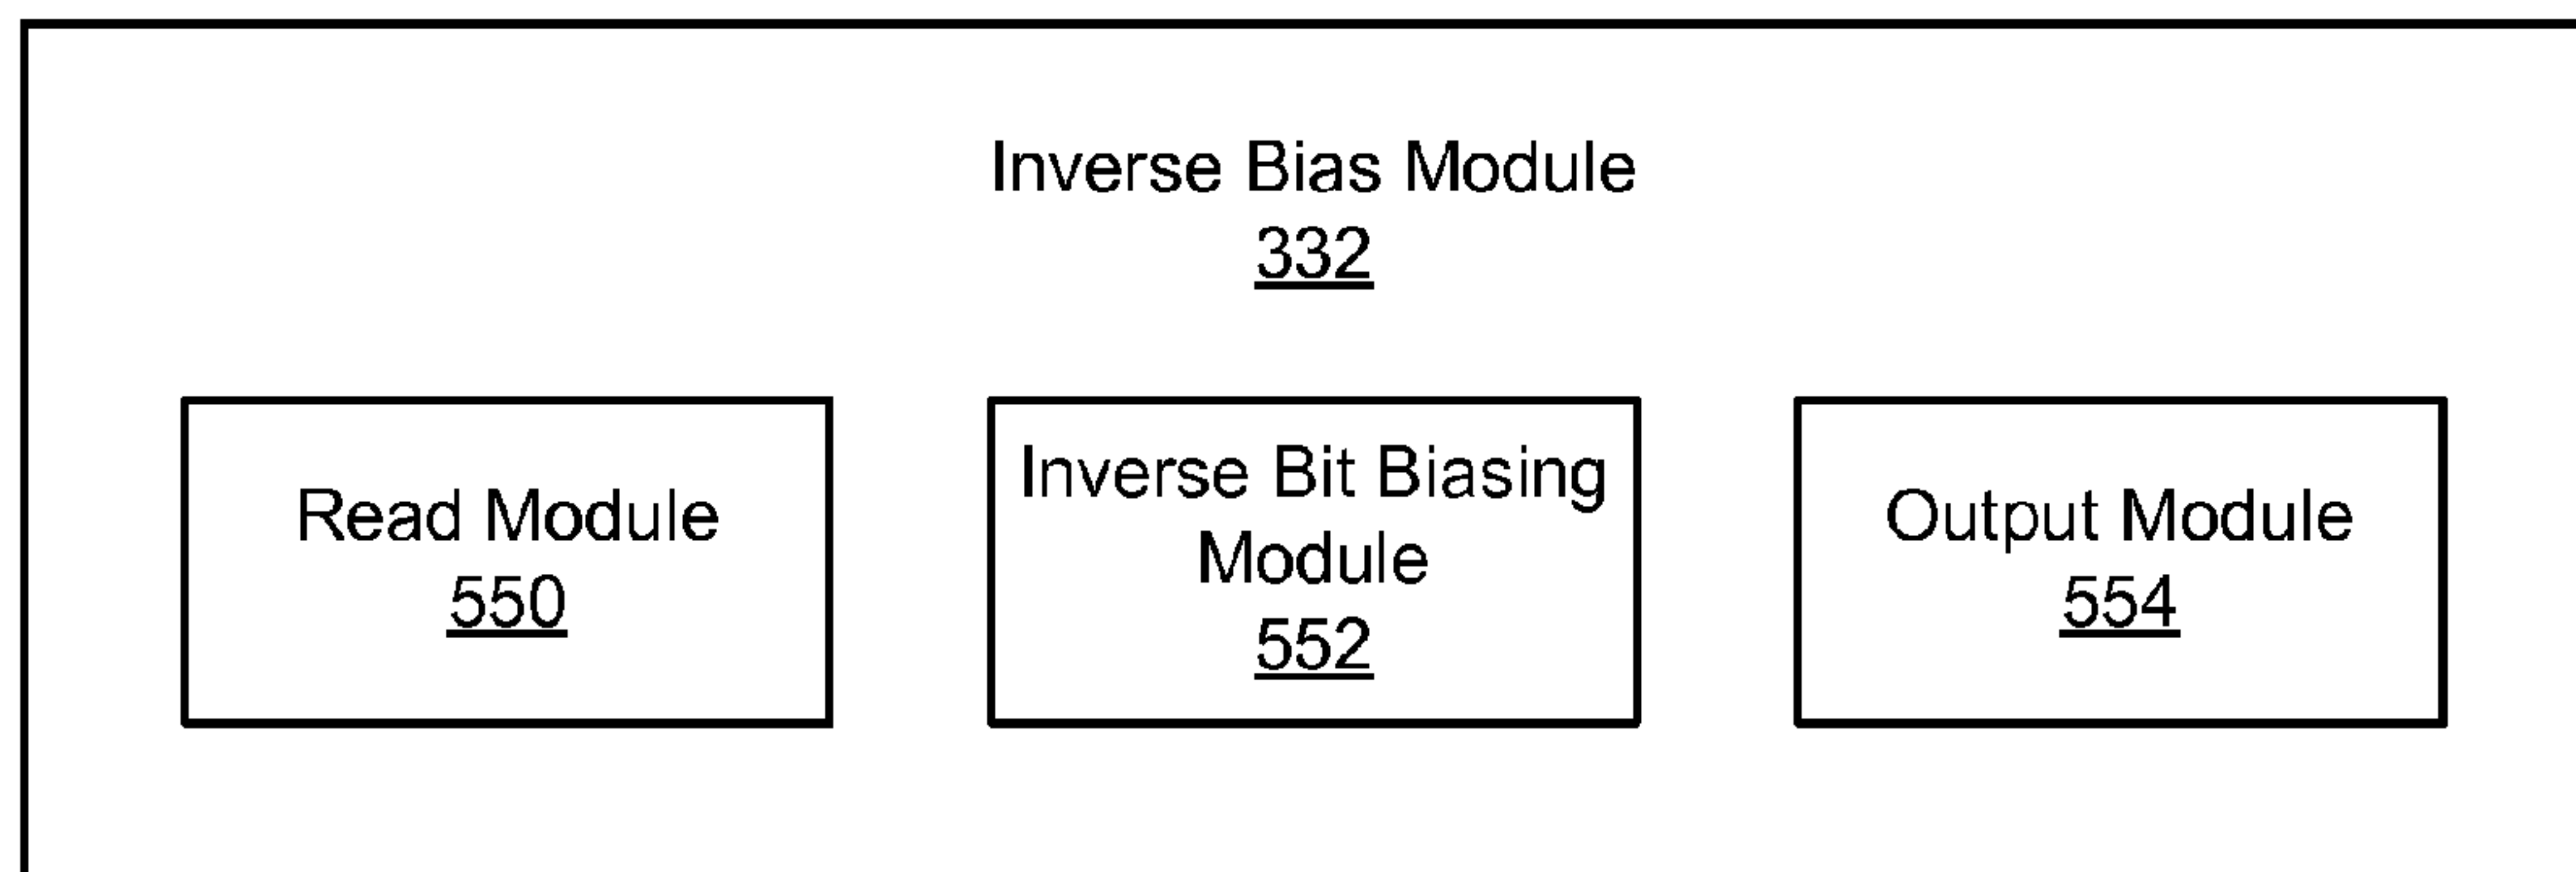 Inverse Bias Module
332
Read Module
550
Inverse Bit Biasing
Module
552
Output Module
554